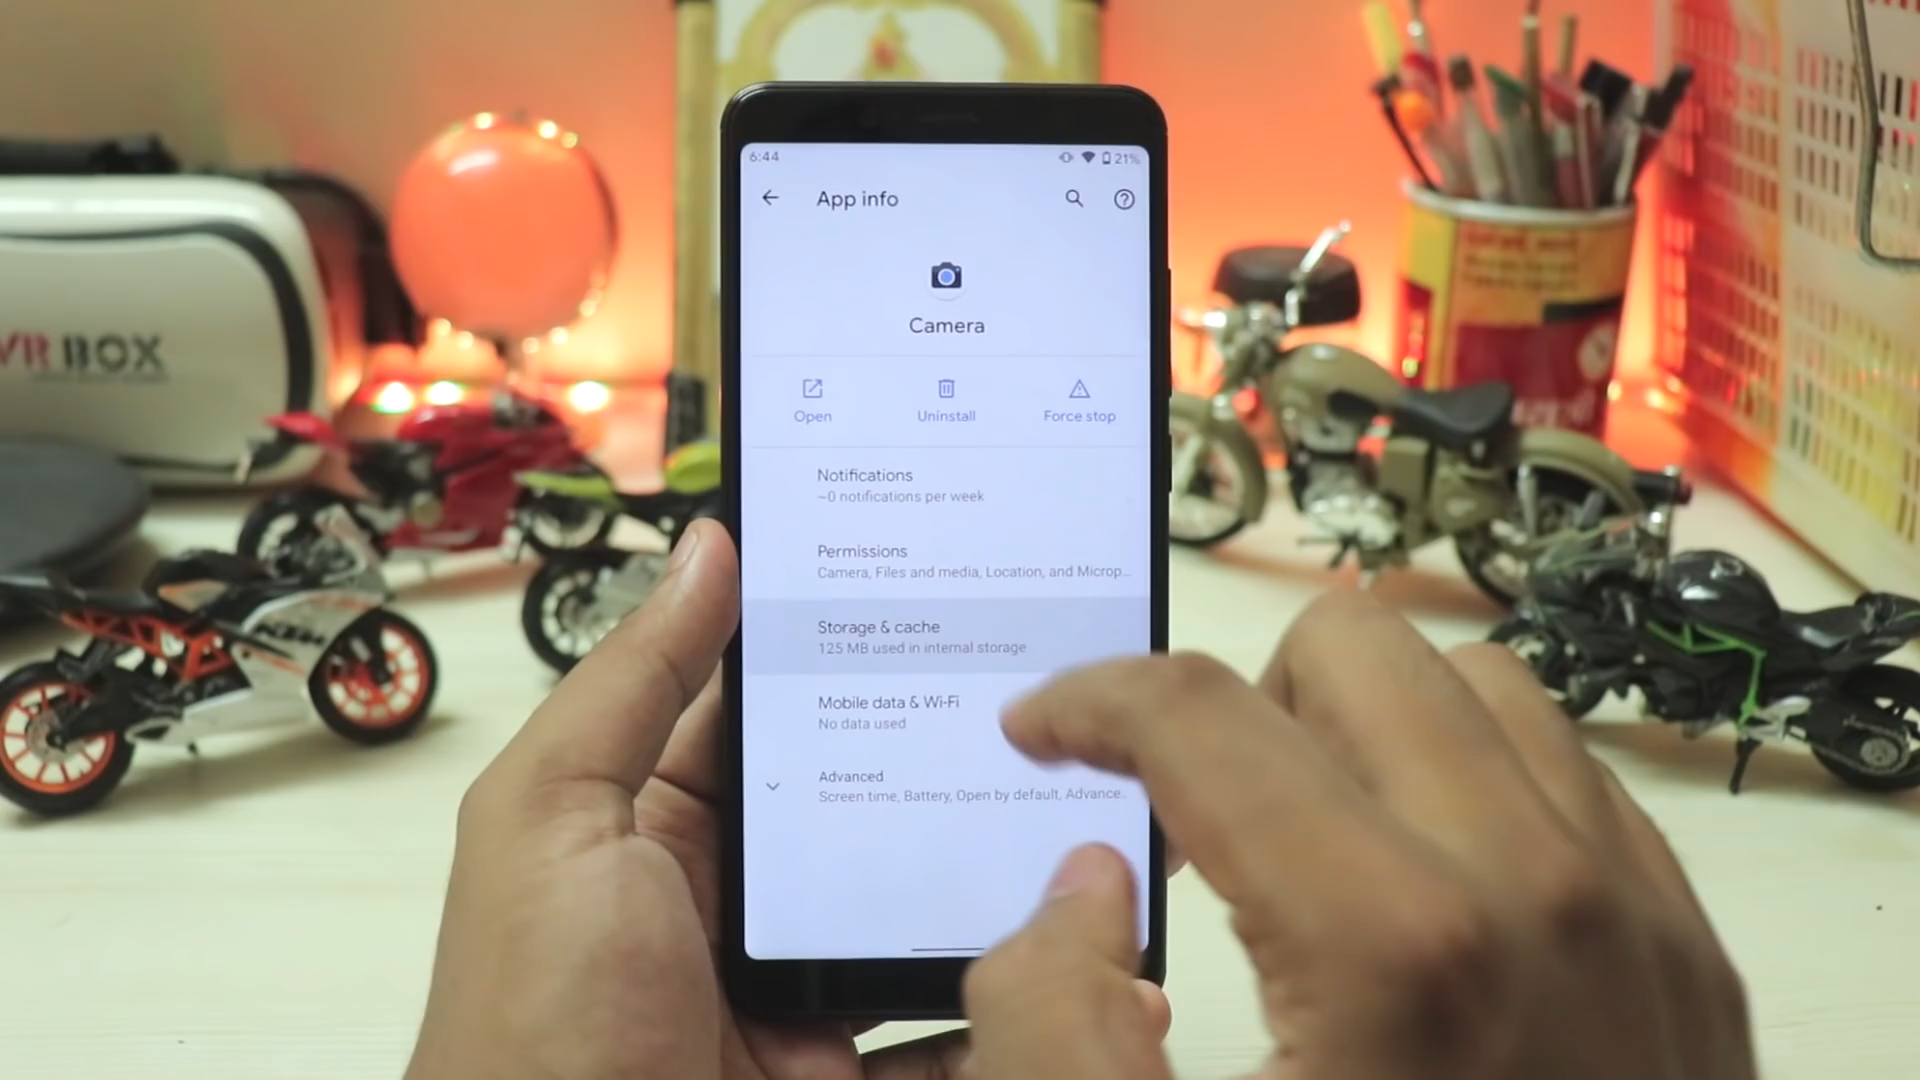 6:44
21%
App info
Camera
Open
Uninstall
Force stop
Notifications
~0 notifications per week
Permissions
Camera, Files and media, Location, and Microp...
Storage & cache
125 MB used in internal storage
Mobile data & Wi-Fi
No data used
Advanced
Screen time, Battery, Open by default, Advance..
VR BOX
KTM